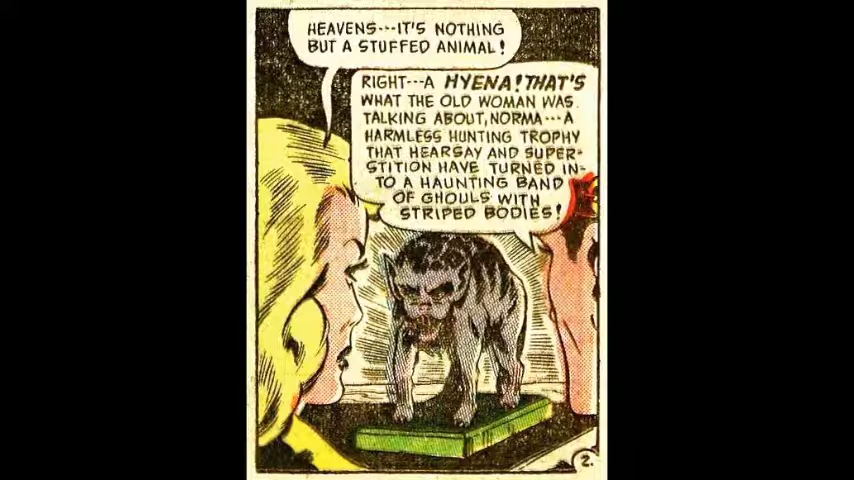 HEAVENS---IT'S NOTHING
BUT A STUFFED ANIMAL!
RIGHT---A HYENA! THAT'S
WHAT THE OLD WOMAN WAS
TALKING ABOUT, NORMA---A
HARMLESS HUNTING TROPHY
THAT HEARSAY AND SUPER-
STITION HAVE TURNED IN-
TO A HAUNTING BAND
OF GHOULS WITH
STRIPED BODIES!
2.